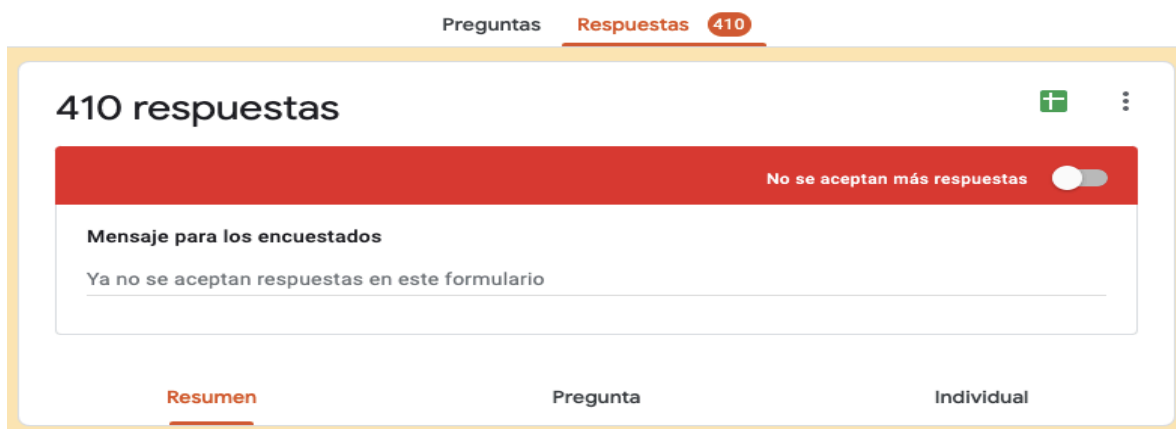 Preguntas Respuestas 410
410 respuestas
No se aceptan más respuestas
Mensaje para los encuestados
Ya no se aceptan respuestas en este formulario
Resumen Pregunta Individual